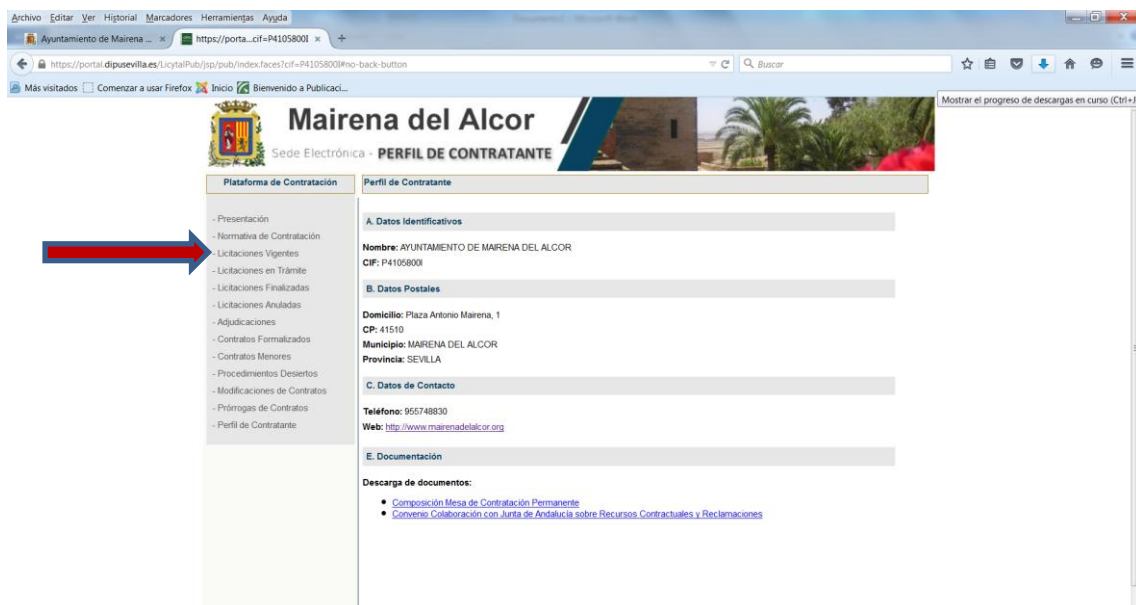 Archivo Editar Ver Historial Marcadores Herramientas Ayuda
Ayuntamiento de Mairena ... × https://porta...cif=P4105800I × +
https://portal.dipusevilla.es/LicytalPub/jsp/pub/index.faces?cif=P4105800I#no-back-button Buscar
Más visitados Comenzar a usar Firefox Inicio Bienvenido a Publicaci...
Mostrar el progreso de descargas en curso (Ctrl+J
Mairena del Alcor
Sede Electrónica - PERFIL DE CONTRATANTE
Plataforma de Contratación
Perfil de Contratante
- Presentación
- Normativa de Contratación
- Licitaciones Vigentes
- Licitaciones en Trámite
- Licitaciones Finalizadas
- Licitaciones Anuladas
- Adjudicaciones
- Contratos Formalizados
- Contratos Menores
- Procedimientos Desiertos
- Modificaciones de Contratos
- Prórrogas de Contratos
- Perfil de Contratante
A. Datos Identificativos
Nombre: AYUNTAMIENTO DE MAIRENA DEL ALCOR
CIF: P4105800I
B. Datos Postales
Domicilio: Plaza Antonio Mairena, 1
CP: 41510
Municipio: MAIRENA DEL ALCOR
Provincia: SEVILLA
C. Datos de Contacto
Teléfono: 955748830
Web: http://www.mairenadelalcor.org
E. Documentación
Descarga de documentos:
• Composición Mesa de Contratación Permanente
• Convenio Colaboración con Junta de Andalucía sobre Recursos Contractuales y Reclamaciones